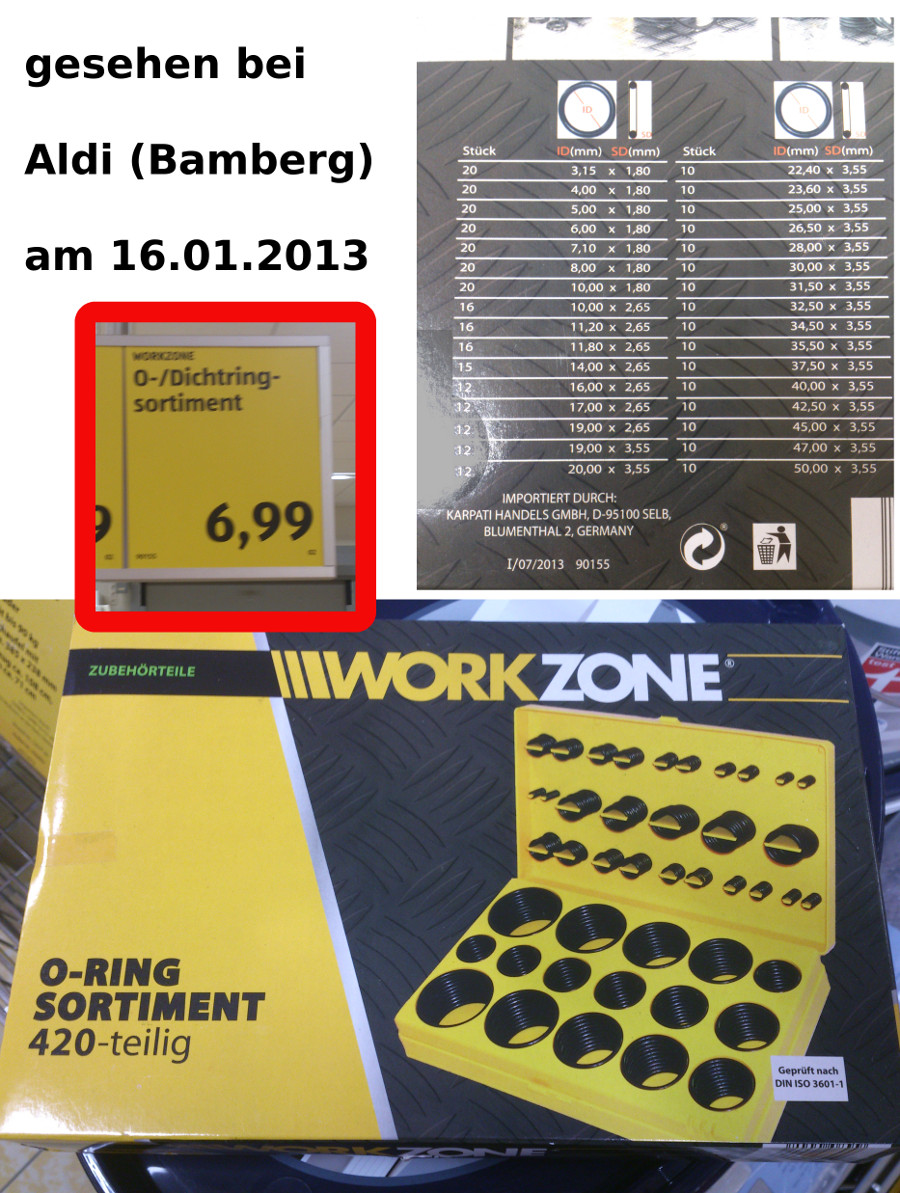 gesehen bei
Aldi (Bamberg)
am 16.01.2013
WORKZONE
O-/Dichtring-
sortiment
9
6,99
ID
SD
ID
SD
Stück ID(mm) SD(mm) Stück ID(mm) SD(mm)
20 3,15 x 1,80 10 22,40 x 3,55
20 4,00 x 1,80 10 23,60 x 3,55
20 5,00 x 1,80 10 25,00 x 3,55
20 6,00 x 1,80 10 26,50 x 3,55
20 7,10 x 1,80 10 28,00 x 3,55
20 8,00 x 1,80 10 30,00 x 3,55
20 10,00 x 1,80 10 31,50 x 3,55
16 10,00 x 2,65 10 32,50 x 3,55
16 11,20 x 2,65 10 34,50 x 3,55
16 11,80 x 2,65 10 35,50 x 3,55
15 14,00 x 2,65 10 37,50 x 3,55
12 16,00 x 2,65 10 40,00 x 3,55
12 17,00 x 2,65 10 42,50 x 3,55
12 19,00 x 2,65 10 45,00 x 3,55
12 19,00 x 3,55 10 47,00 x 3,55
12 20,00 x 3,55 10 50,00 x 3,55
IMPORTIERT DURCH:
KARPATI HANDELS GMBH, D-95100 SELB,
BLUMENTHAL 2, GERMANY
I/07/2013 90155
®
ZUBEHÖRTEILE
WORKZONE®
O-RING
SORTIMENT
420-teilig
Geprüft nach
DIN ISO 3601-1
test
WORKZONE